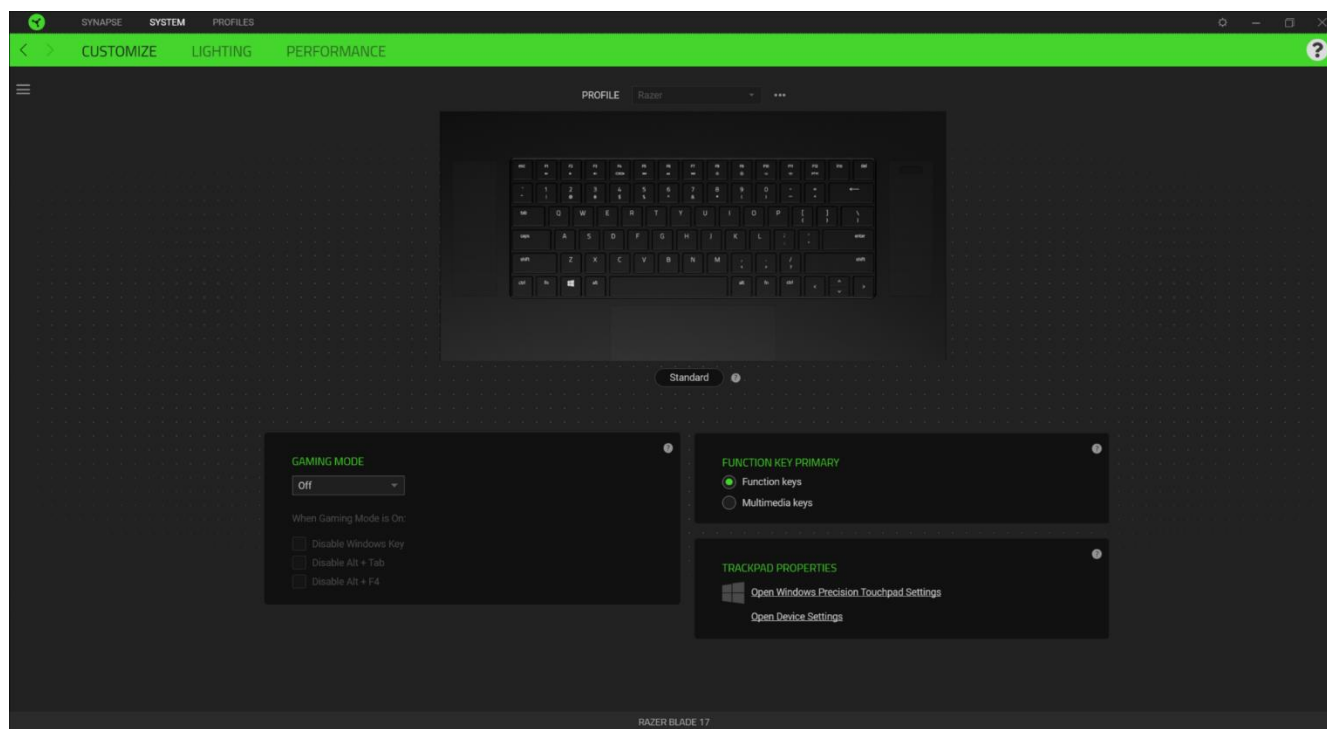 SYNAPSE SYSTEM PROFILES
CUSTOMIZE LIGHTING PERFORMANCE
?
PROFILE Razer
tab Q W E R T Y U I O P
A S D F G H J K L
Z X C V B N M
Standard ?
GAMING MODE ?
Off
When Gaming Mode is On:
Disable Windows Key
Disable Alt + Tab
Disable Alt + F4
FUNCTION KEY PRIMARY ?
Function keys
Multimedia keys
TRACKPAD PROPERTIES ?
Open Windows Precision Touchpad Settings
Open Device Settings
RAZER BLADE 17